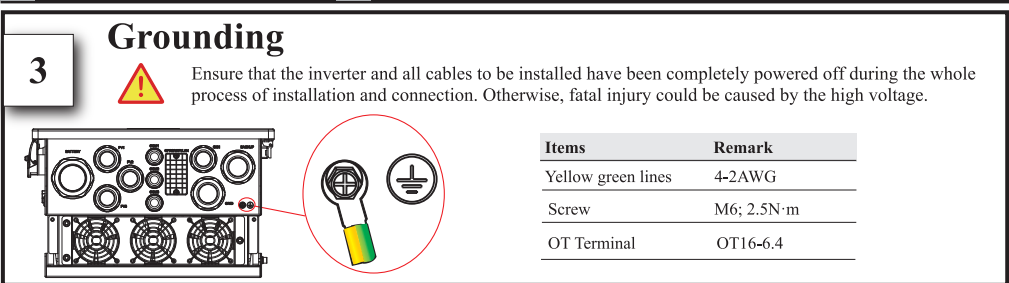 3
Grounding
Ensure that the inverter and all cables to be installed have been completely powered off during the whole
process of installation and connection. Otherwise, fatal injury could be caused by the high voltage.
Items Remark
Yellow green lines 4-2AWG
Screw M6; 2.5N·m
OT Terminal OT16-6.4